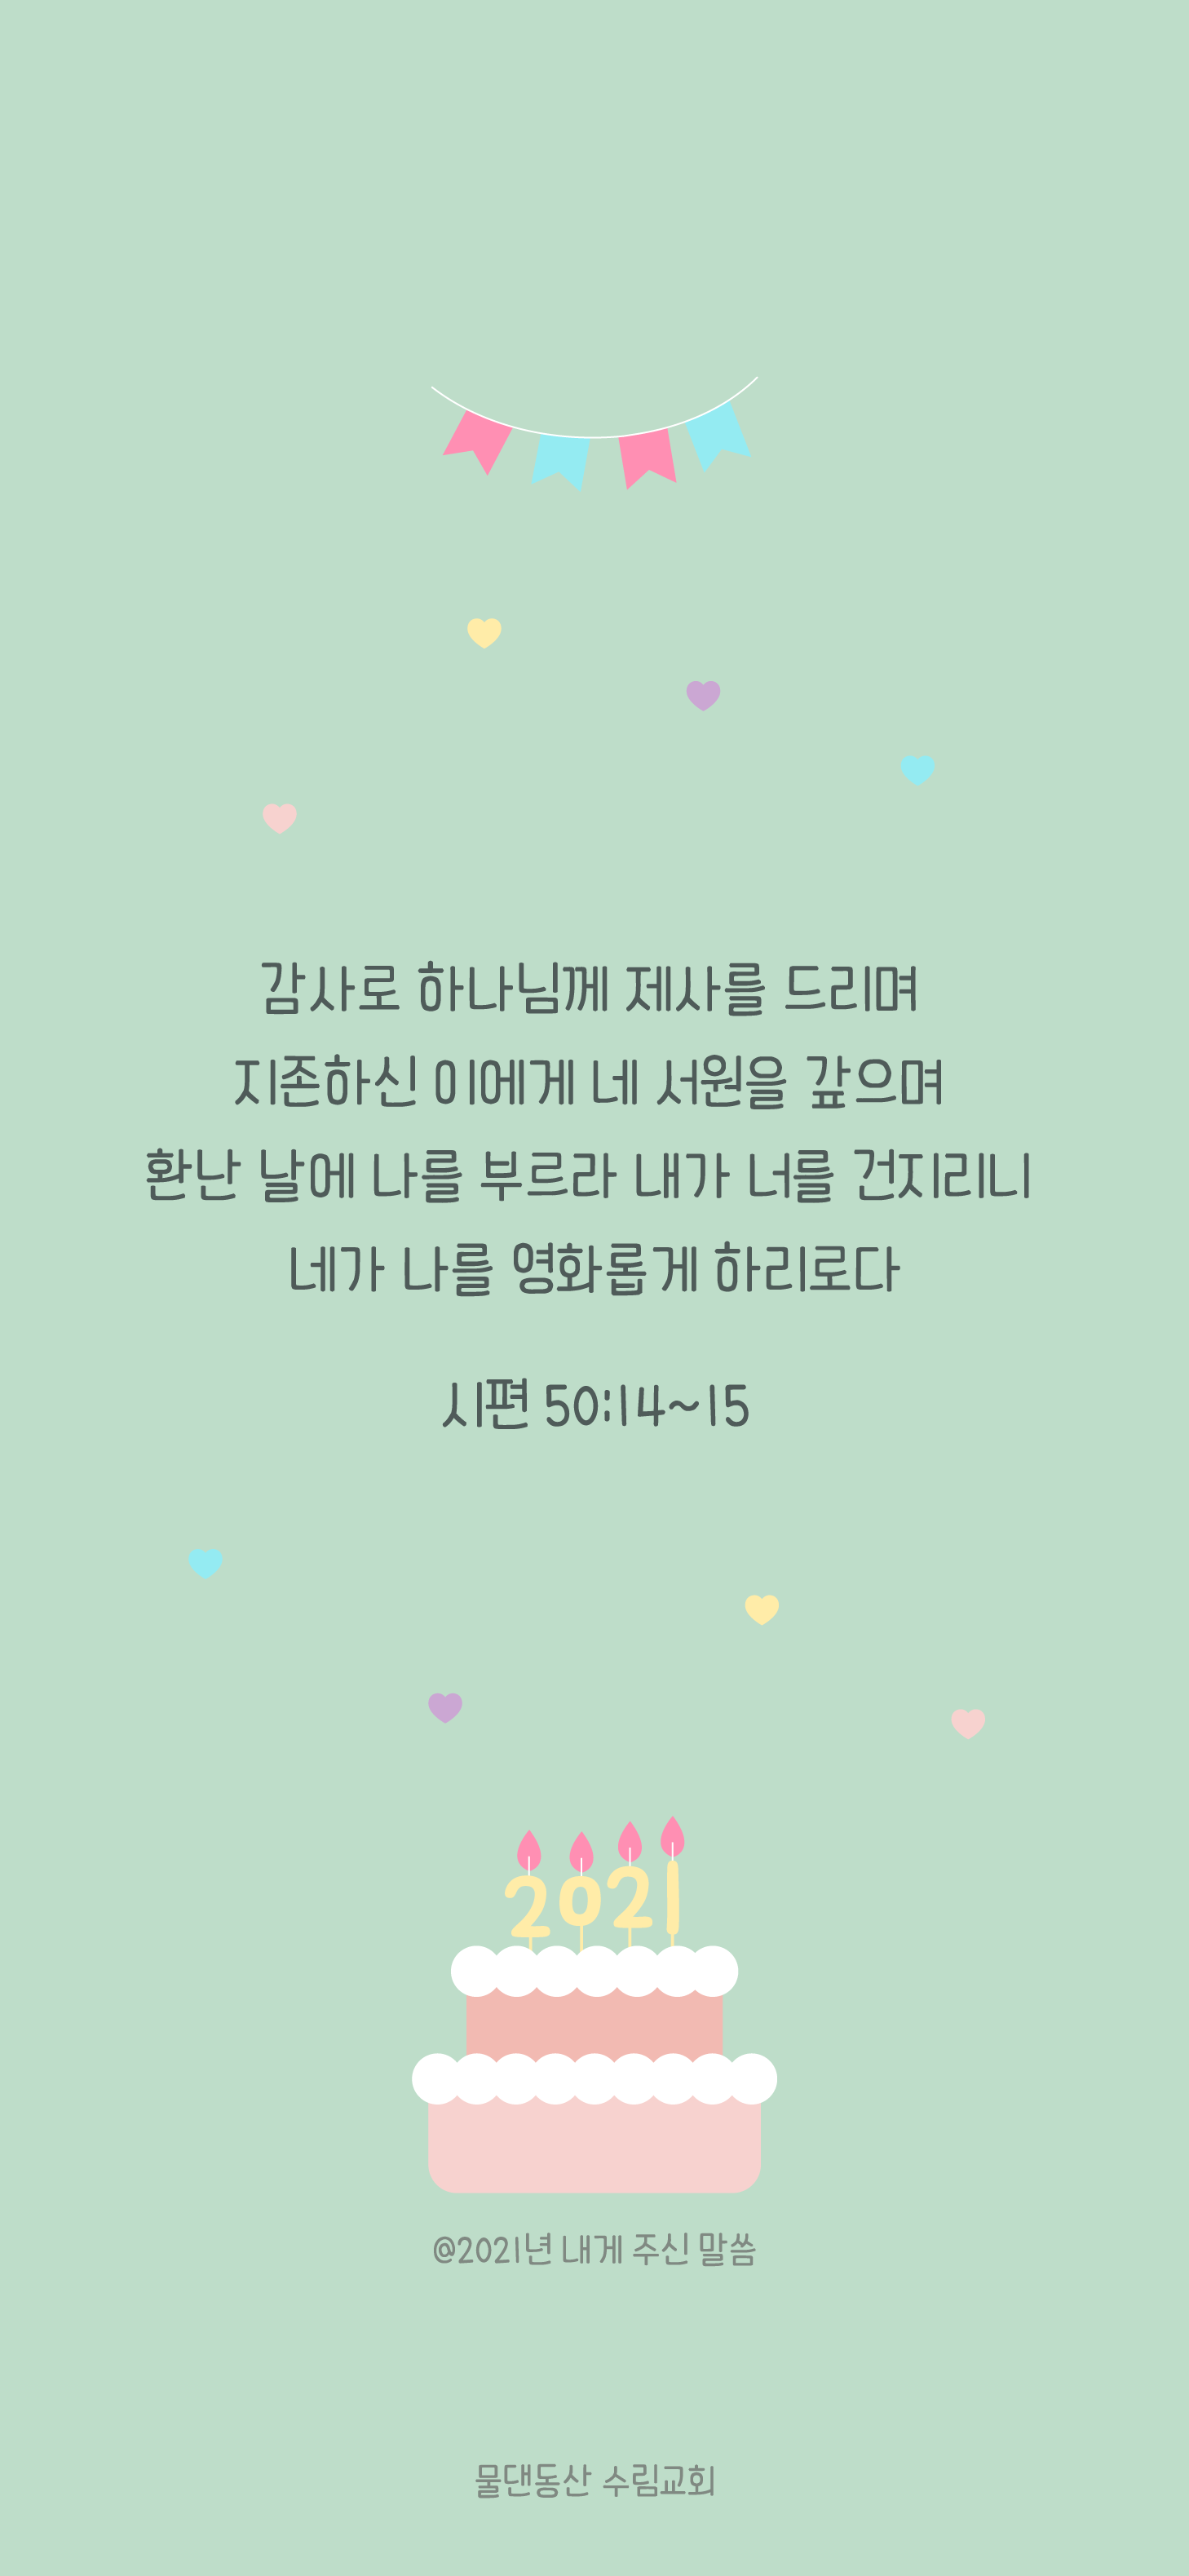 감사로 하나님께 제사를 드리며
지존하신 이에게 네 서원을 갚으며
환난 날에 나를 부르라 내가 너를 건지리니
네가 나를 영화롭게 하리로다
시편 50:14~15
2021
@2021년 내게 주신 말씀
물댄동산 수림교회